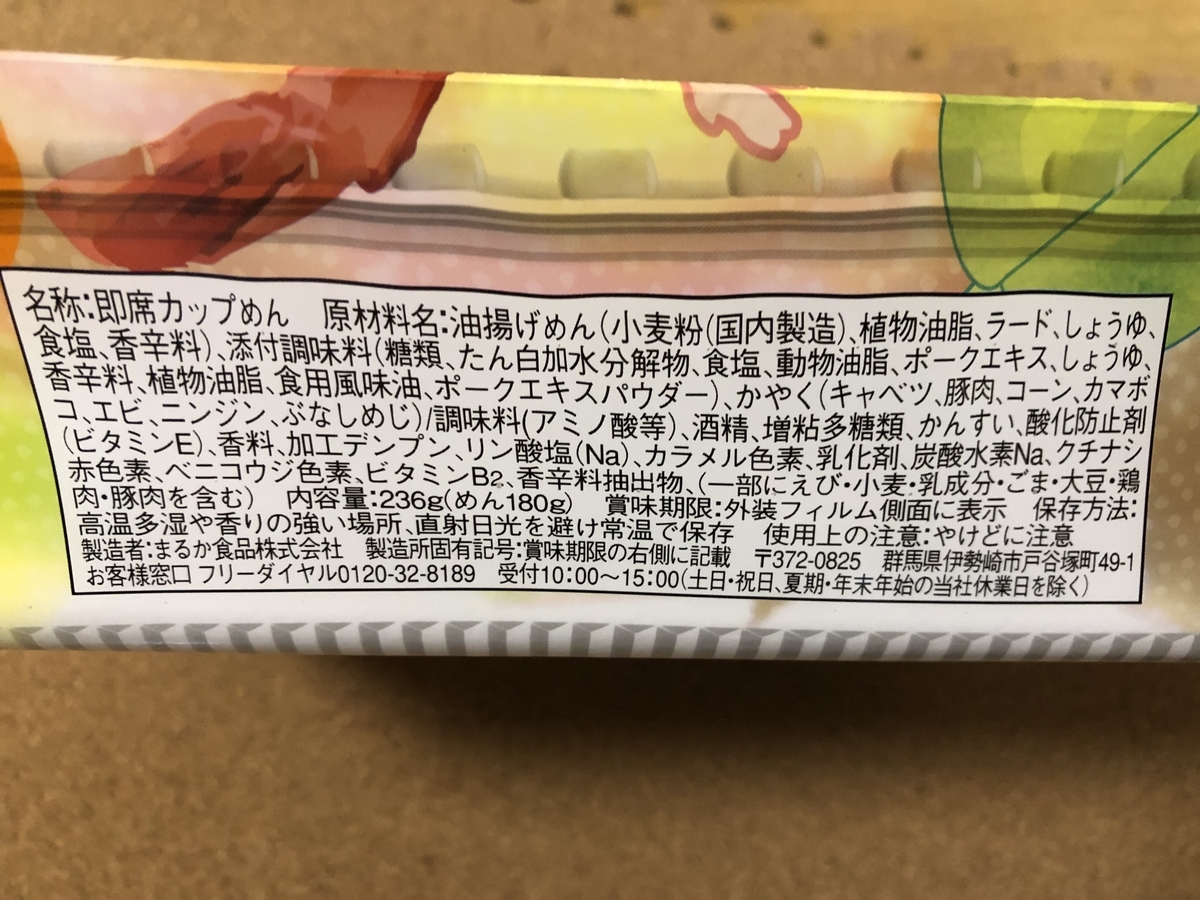 名称:即席カップめん　原材料名:油揚げめん(小麦粉(国内製造)、植物油脂、ラード、しょうゆ、
食塩、香辛料)、添付調味料(糖類、たん白加水分解物、食塩、動物油脂、ポークエキス、しょうゆ、
香辛料、植物油脂、食用風味油、ポークエキスパウダー)、かやく(キャベツ、豚肉、コーン、カマボ
コ、エビ、ニンジン、ぶなしめじ)/調味料(アミノ酸等)、酒精、増粘多糖類、かんすい、酸化防止剤
(ビタミンE)、香料、加工デンプン、リン酸塩(Na)、カラメル色素、乳化剤、炭酸水素Na、クチナシ
赤色素、ベニコウジ色素、ビタミンB2、香辛料抽出物、(一部にえび・小麦・乳成分・ごま・大豆・鶏
肉・豚肉を含む)　内容量:236g(めん180g)　賞味期限:外装フィルム側面に表示　保存方法:
高温多湿や香りの強い場所、直射日光を避け常温で保存　使用上の注意:やけどに注意
製造者:まるか食品株式会社　製造所固有記号:賞味期限の右側に記載　〒372-0825　群馬県伊勢崎市戸谷塚町49-1
お客様窓口 フリーダイヤル0120-32-8189　受付10:00〜15:00(土日・祝日、夏期・年末年始の当社休業日を除く)